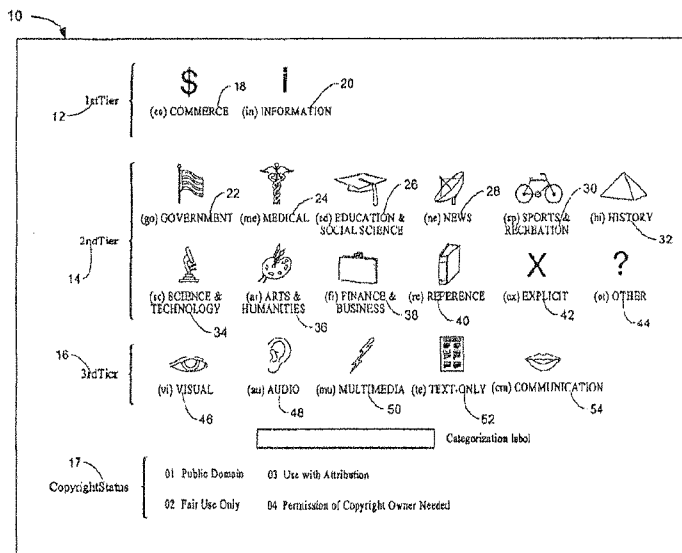 10
$ i
18 20
1stTier
12
(co) COMMERCE (in) INFORMATION
22 24 26 28 30
(go) GOVERNMENT (me) MEDICAL (ed) EDUCATION & SOCIAL SCIENCE (ne) NEWS (sp) SPORTS & RECREATION (hi) HISTORY
32
2ndTier
14
X ?
(sc) SCIENCE & TECHNOLOGY (ar) ARTS & HUMANITIES (fi) FINANCE & BUSINESS (re) REFERENCE (ex) EXPLICIT (ot) OTHER
34 36 38 40 42 44
16
3rdTier
(vi) VISUAL (au) AUDIO (mu) MULTIMEDIA (te) TEXT-ONLY (cm) COMMUNICATION
46 48 50 52 54
Categorization label
17
CopyrightStatus
01 Public Domain 03 Use with Attribution
02 Fair Use Only 04 Permission of Copyright Owner Needed